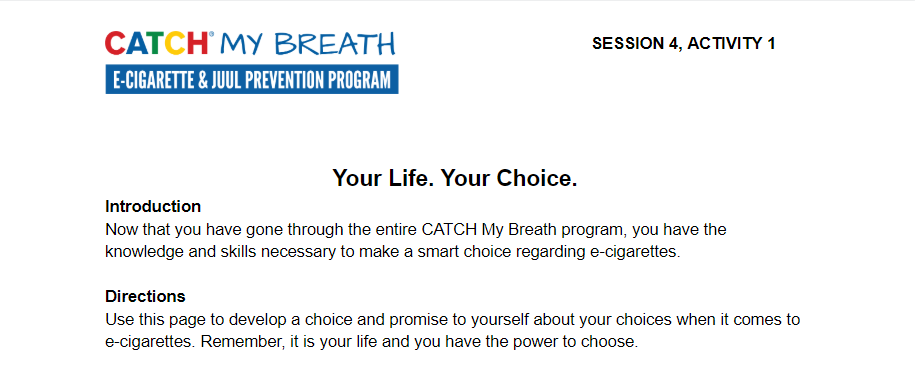 CATCH® MY BREATH
SESSION 4, ACTIVITY 1
E-CIGARETTE & JUUL PREVENTION PROGRAM
Your Life. Your Choice.
Introduction
Now that you have gone through the entire CATCH My Breath program, you have the
knowledge and skills necessary to make a smart choice regarding e-cigarettes.
Directions
Use this page to develop a choice and promise to yourself about your choices when it comes to
e-cigarettes. Remember, it is your life and you have the power to choose.